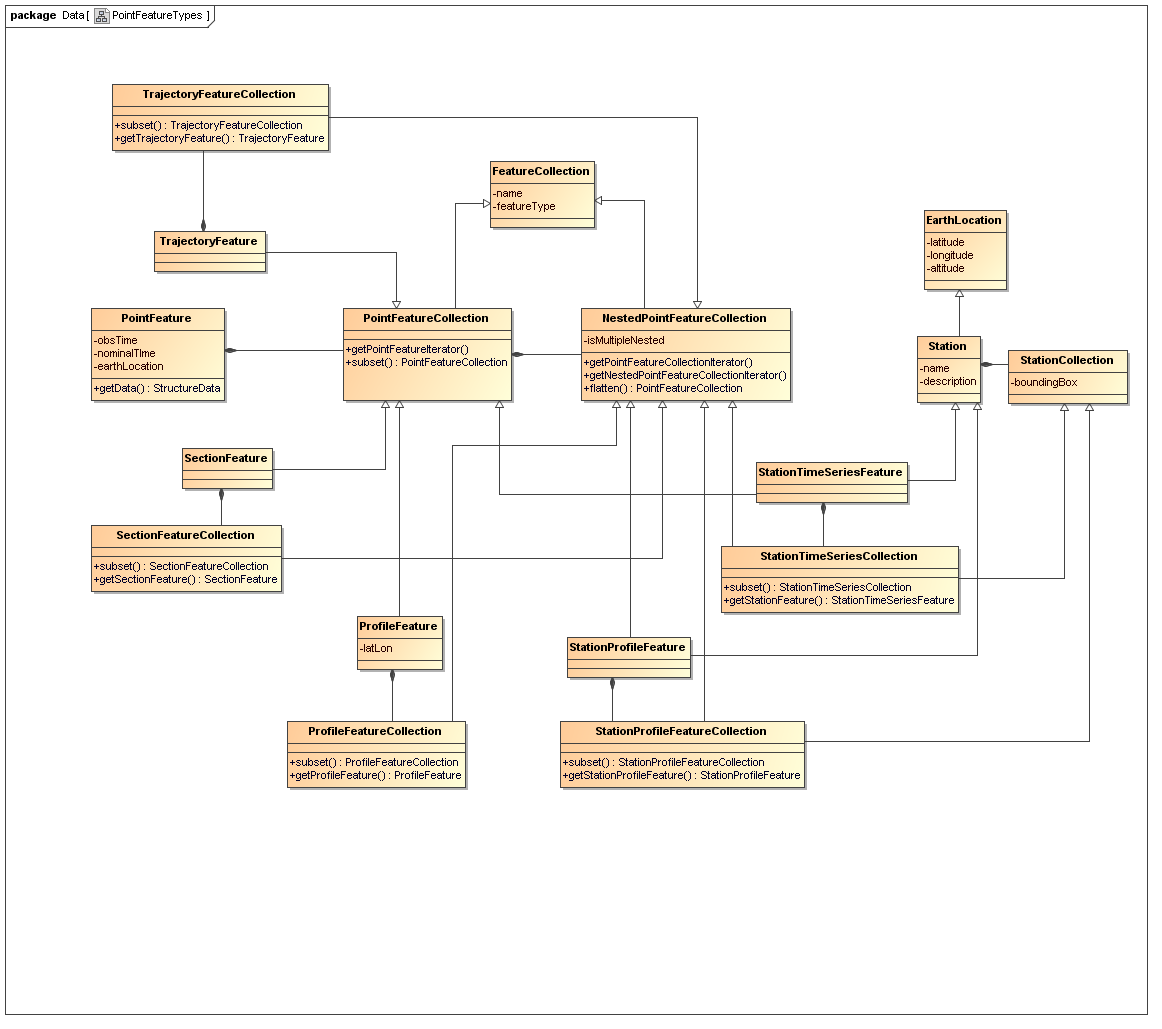 package Data [ PointFeatureTypes ]
TrajectoryFeatureCollection
+subset() : TrajectoryFeatureCollection
+getTrajectoryFeature() : TrajectoryFeature
FeatureCollection
-name
-featureType
EarthLocation
-latitude
-longitude
-altitude
TrajectoryFeature
PointFeature
-obsTime
-nominalTIme
-earthLocation
+getData() : StructureData
PointFeatureCollection
+getPointFeatureIterator()
+subset() : PointFeatureCollection
NestedPointFeatureCollection
-isMultipleNested
+getPointFeatureCollectionIterator()
+getNestedPointFeatureCollectionIterator()
+flatten() : PointFeatureCollection
Station
-name
-description
StationCollection
-boundingBox
SectionFeature
StationTimeSeriesFeature
SectionFeatureCollection
+subset() : SectionFeatureCollection
+getSectionFeature() : SectionFeature
StationTimeSeriesCollection
+subset() : StationTimeSeriesCollection
+getStationFeature() : StationTimeSeriesFeature
ProfileFeature
-latLon
StationProfileFeature
ProfileFeatureCollection
+subset() : ProfileFeatureCollection
+getProfileFeature() : ProfileFeature
StationProfileFeatureCollection
+subset() : StationProfileFeatureCollection
+getStationProfileFeature() : StationProfileFeature